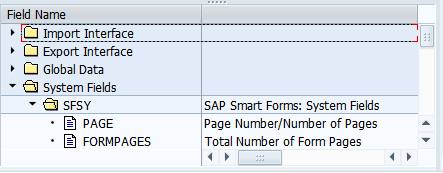 Field Name
Import Interface
Export Interface
Global Data
System Fields
SFSY SAP Smart Forms: System Fields
PAGE Page Number/Number of Pages
FORMPAGES Total Number of Form Pages